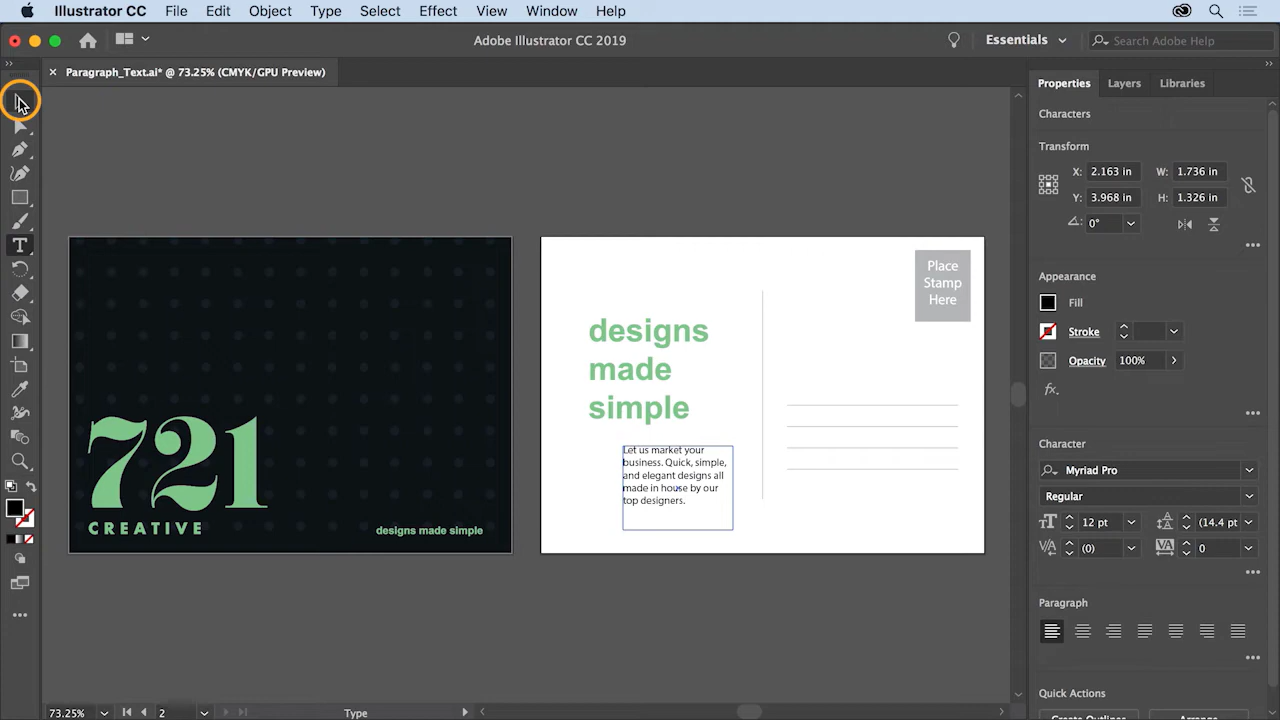 Illustrator CC File Edit Object Type Select Effect View Window Help
Adobe Illustrator CC 2019
Essentials
Search Adobe Help
Paragraph_Text.ai* @ 73.25% (CMYK/GPU Preview)
Properties Layers Libraries
Characters
Transform
X: 2.163 in W: 1.736 in
Y: 3.968 in H: 1.326 in
0°
Appearance
Fill
Stroke
Opacity 100%
fx.
Character
Myriad Pro
Regular
12 pt (14.4 pt
(0) 0
Paragraph
Quick Actions
Create Outlines Arrange
721
CREATIVE
designs made simple
designs
made
simple
Let us market your
business. Quick, simple,
and elegant designs all
made in house by our
top designers.
Place
Stamp
Here
73.25% 2 Type